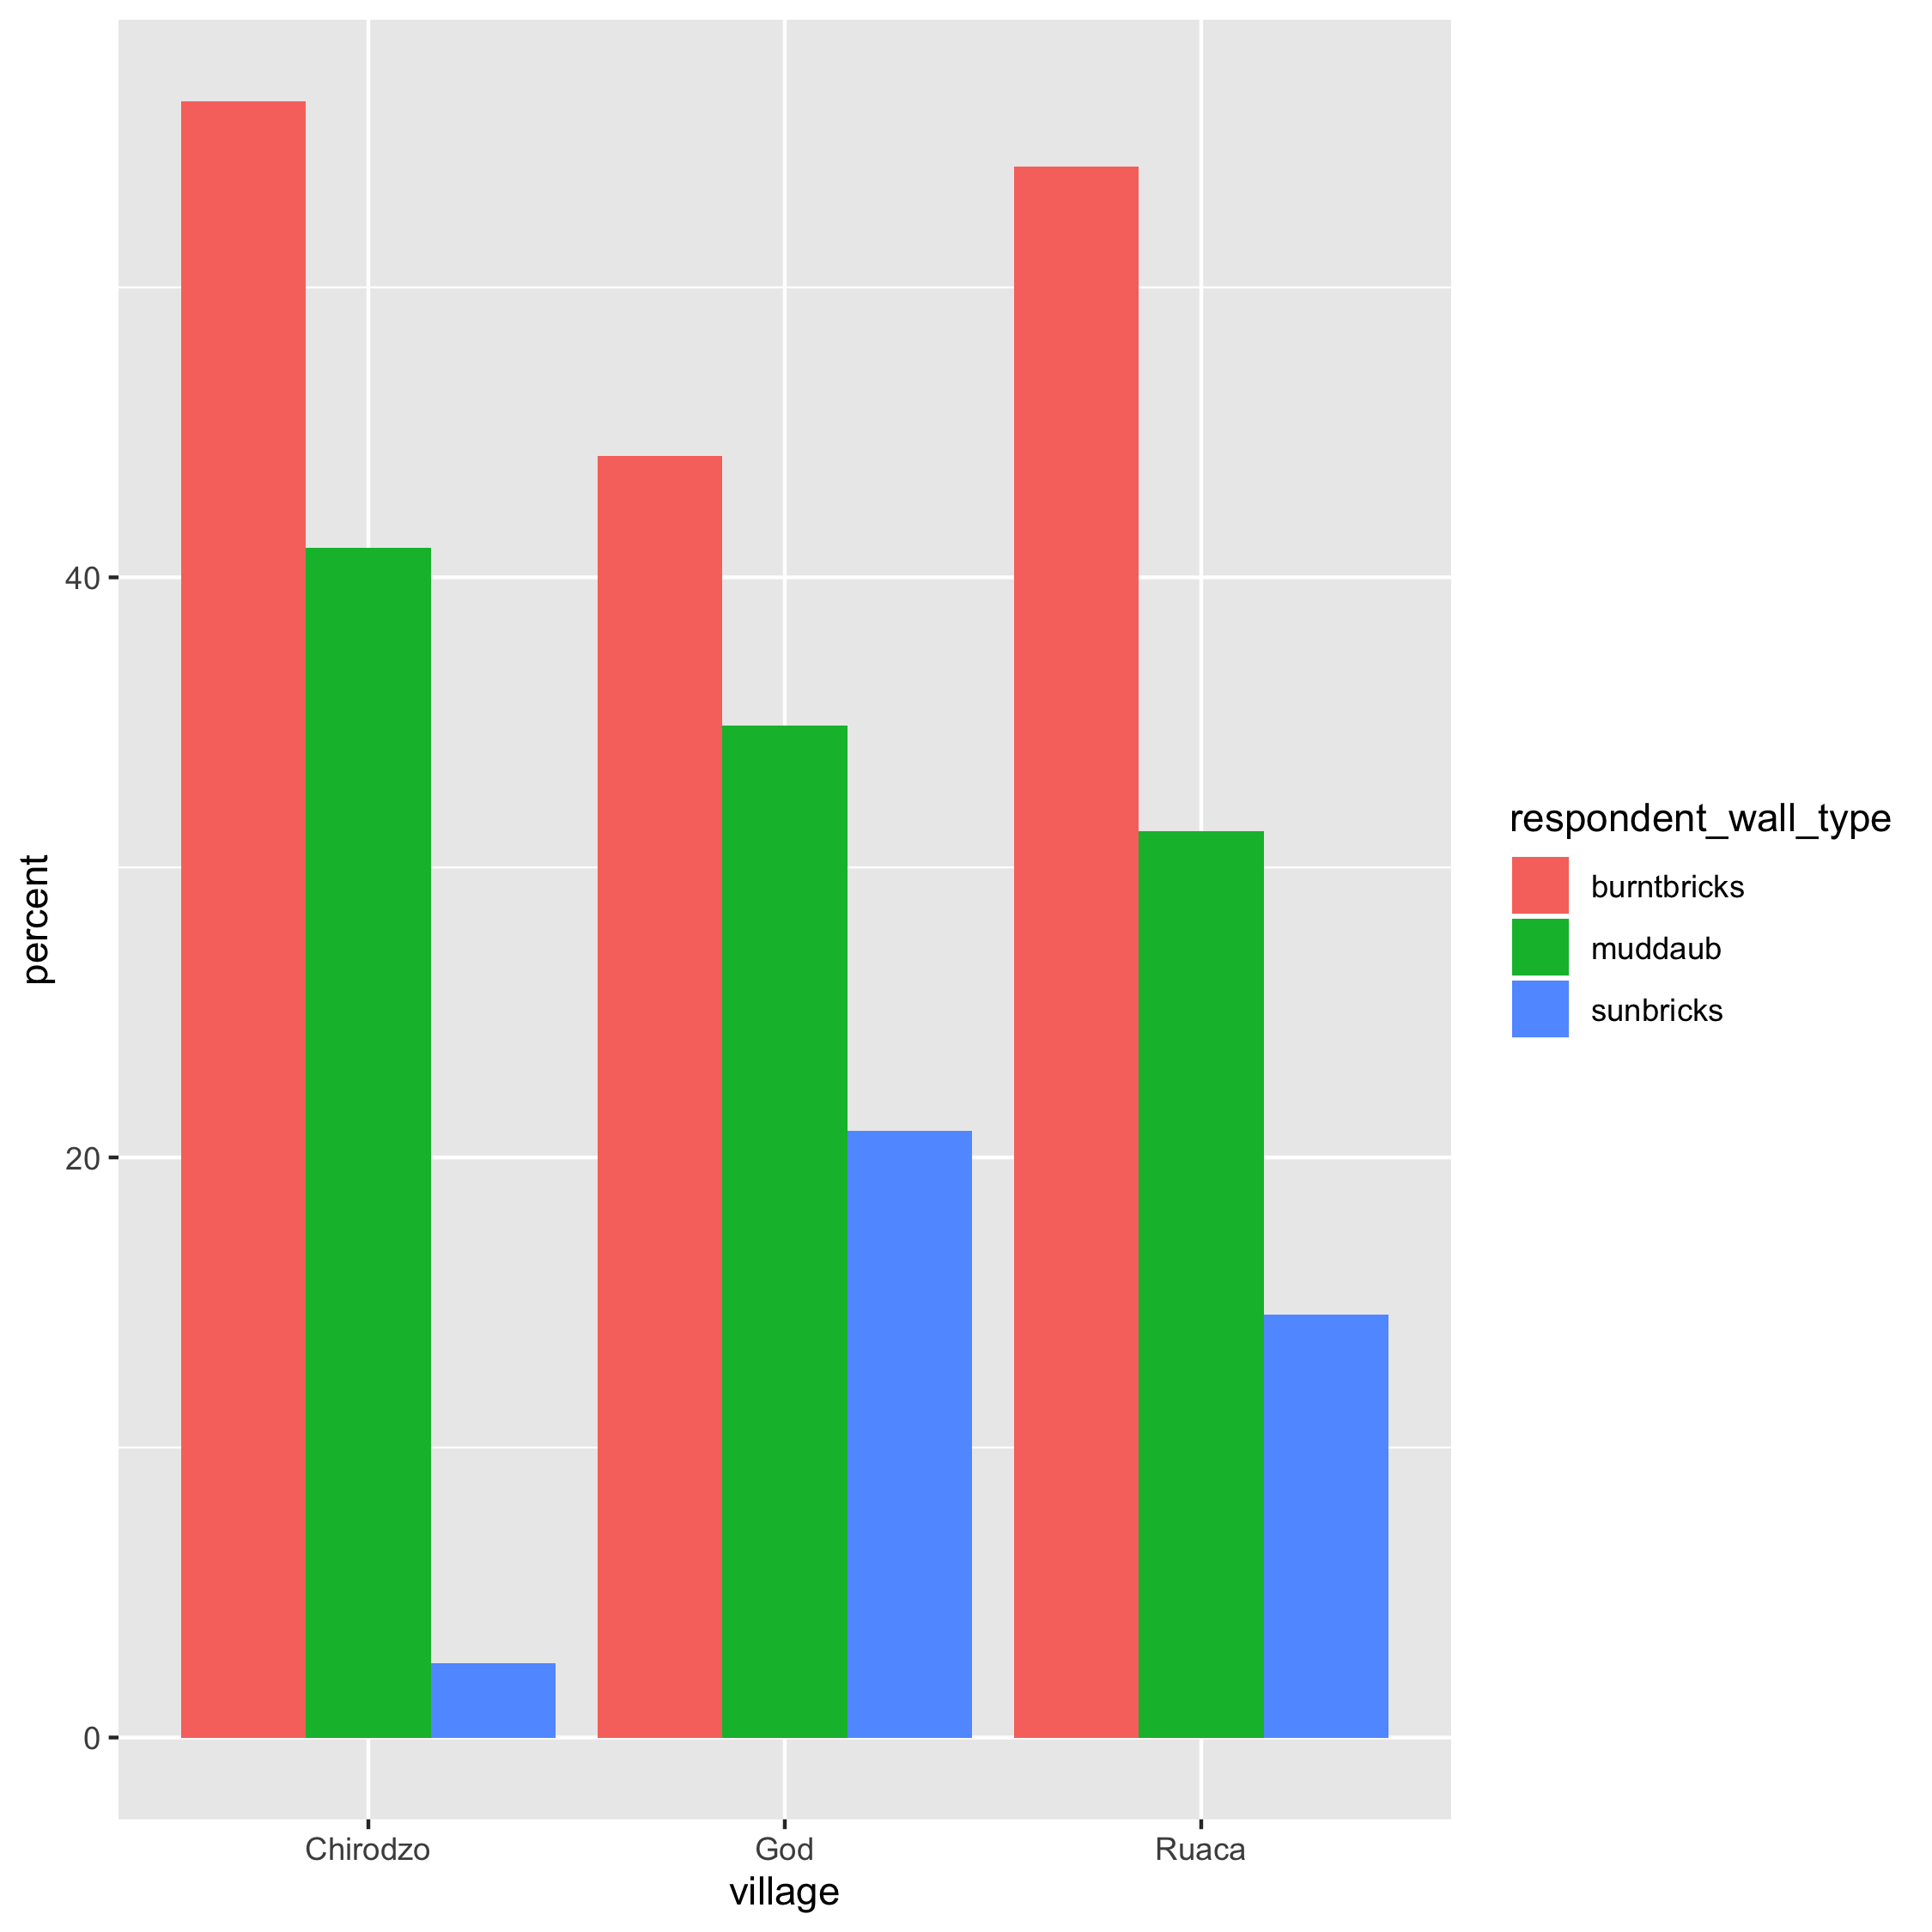 percent
40
20
0
Chirodzo
God
Ruaca
village
respondent_wall_type
burntbricks
muddaub
sunbricks